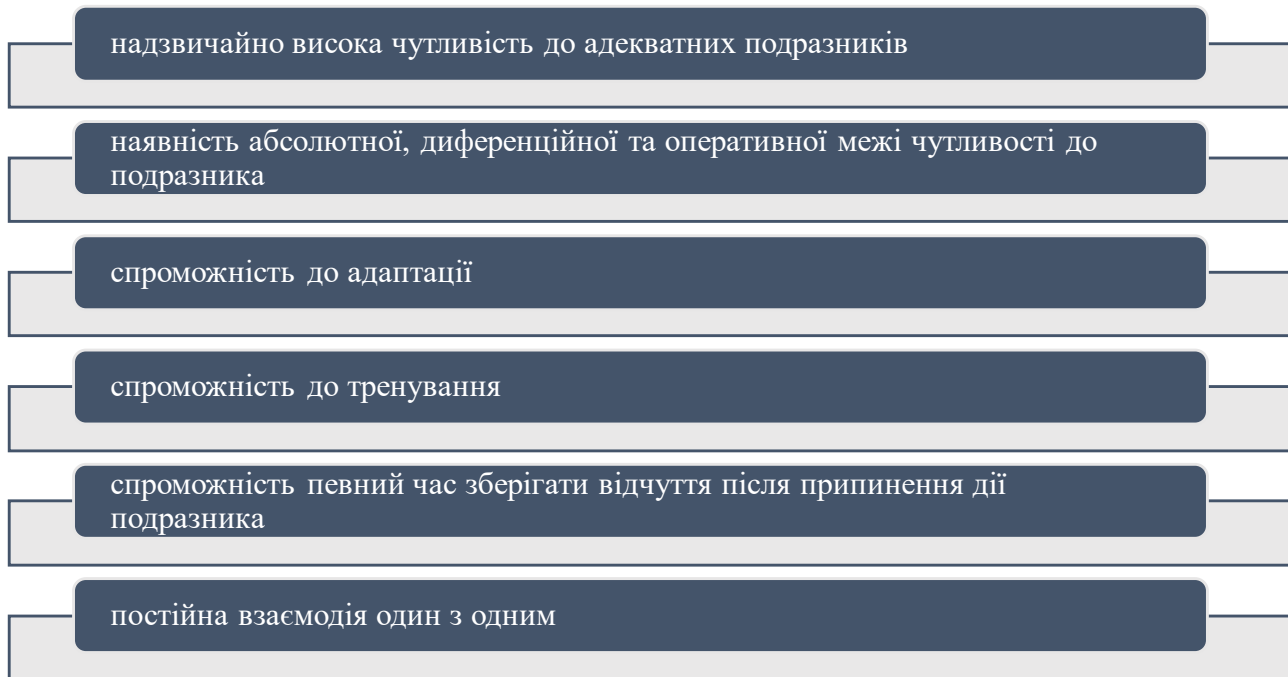 надзвичайно висока чутливість до адекватних подразників
наявність абсолютної, диференційної та оперативної межі чутливості до
подразника
спроможність до адаптації
спроможність до тренування
спроможність певний час зберігати відчуття після припинення дії
подразника
постійна взаємодія один з одним